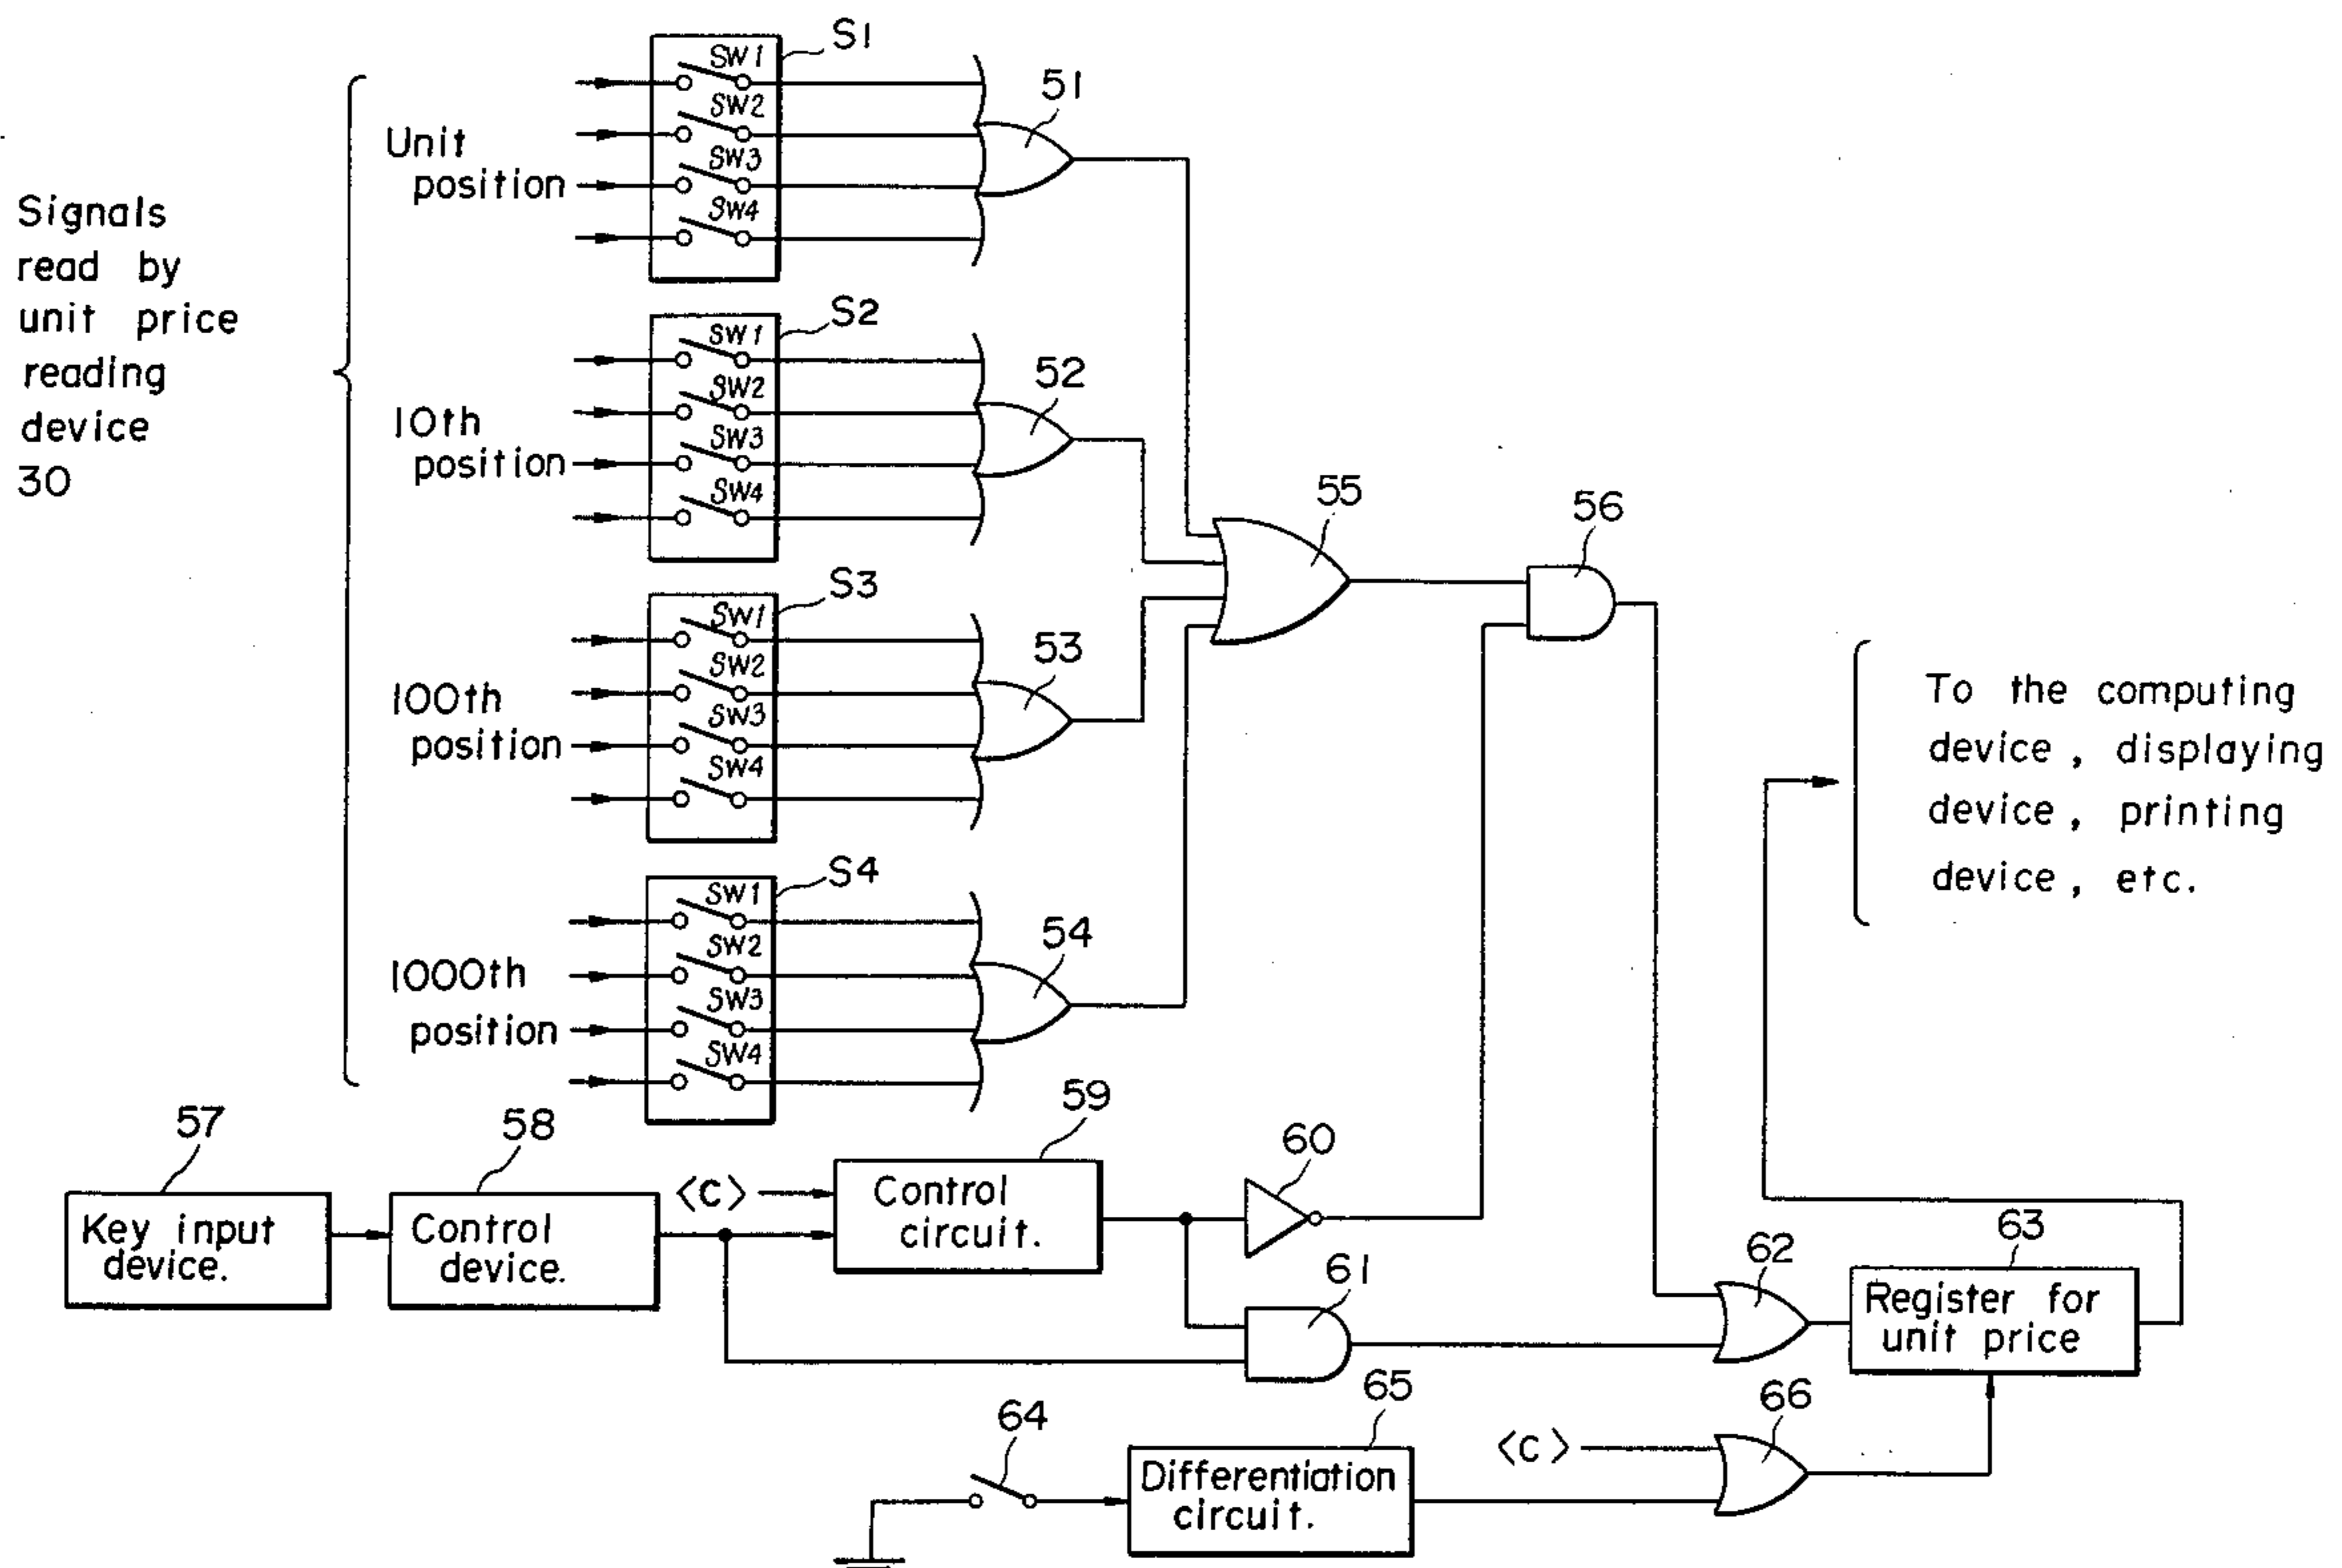 Signals
read by
unit price
reading
device
30
Unit
position
SW1
SW2
SW3
SW4
S1
51
10th
position
SW1
SW2
SW3
SW4
S2
52
100th
position
SW1
SW2
SW3
SW4
S3
53
1000th
position
SW1
SW2
SW3
SW4
S4
54
55
56
To the computing
device, displaying
device, printing
device, etc.
57
Key input
device.
58
Control
device.
<C>
59
Control
circuit.
60
61
62
63
Register for
unit price
64
65
Differentiation
circuit.
<C>
66